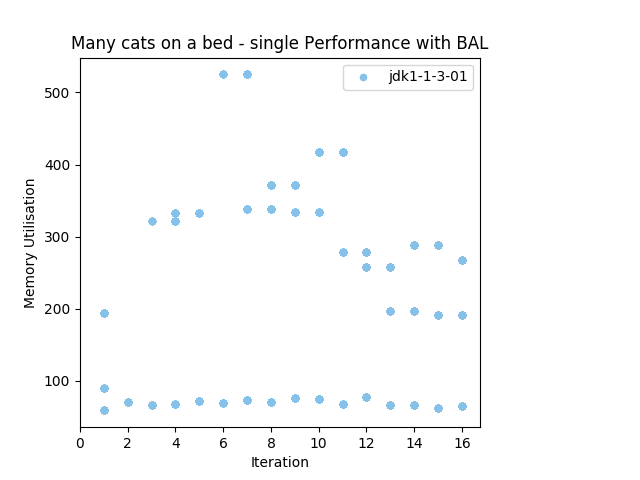 Many cats on a bed - single Performance with BAL
jdk1-1-3-01
500
400
300
200
100
Memory Utilisation
0 2 4 6 8 10 12 14 16
Iteration